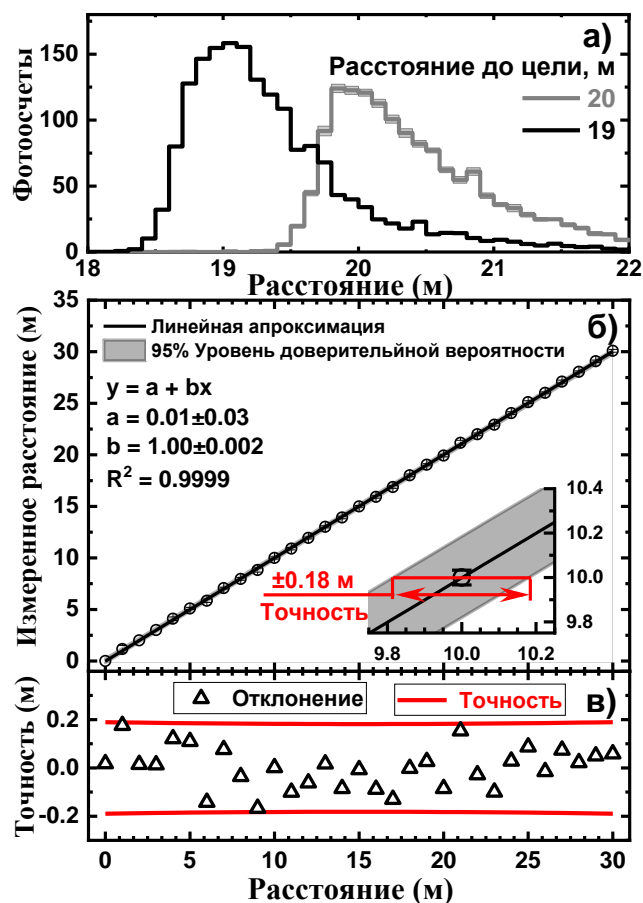 а)
Расстояние до цели, м
20
19
Фотоотсчеты
150
100
50
0
18 19 20 21 22
Расстояние (м)
б)
Линейная апроксимация
95% Уровень доверительйной вероятности
y = a + bx
a = 0.01±0.03
b = 1.00±0.002
R² = 0.9999
Измеренное расстояние (м)
35
30
25
20
15
10
5
0
10.4
10.2
10.0
9.8
9.8 10.0 10.2
±0.18 м
Точность
в)
Отклонение
Точность
Точность (м)
0.2
0.0
-0.2
0 5 10 15 20 25 30
Расстояние (м)